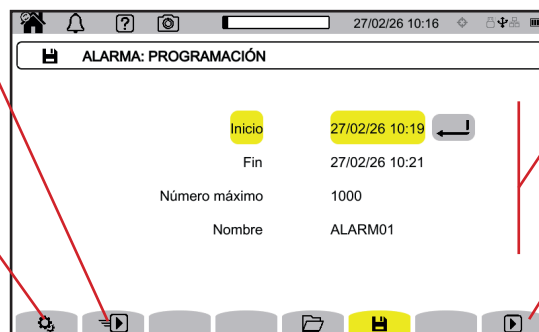 ? 27/02/26 10:16
ALARMA: PROGRAMACIÓN
Inicio 27/02/26 10:19
Fin 27/02/26 10:21
Número máximo 1000
Nombre ALARM01